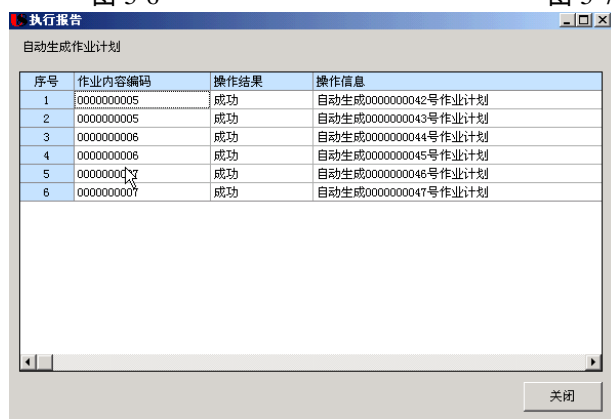 图 5-6 图 5-7
执行报告
自动生成作业计划
序号 作业内容编码 操作结果 操作信息
1 0000000005 成功 自动生成0000000042号作业计划
2 0000000005 成功 自动生成0000000043号作业计划
3 0000000006 成功 自动生成0000000044号作业计划
4 0000000006 成功 自动生成0000000045号作业计划
5 0000000007 成功 自动生成0000000046号作业计划
6 0000000007 成功 自动生成0000000047号作业计划
关闭